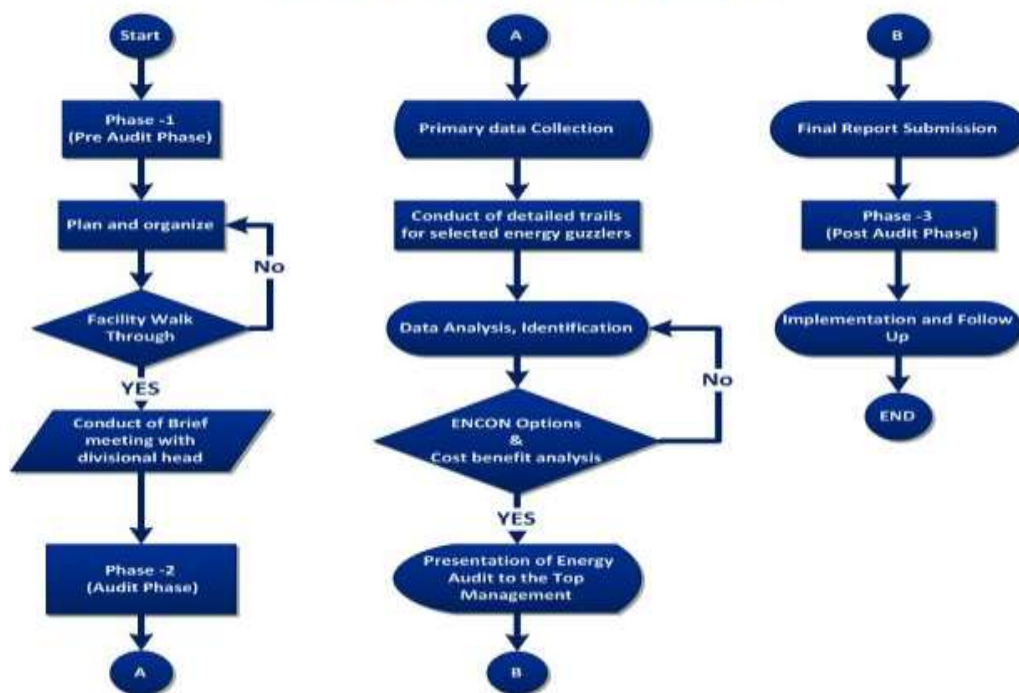 Start
Phase -1
(Pre Audit Phase)
Plan and organize
No
Facility Walk
Through
YES
Conduct of Brief
meeting with
divisional head
Phase -2
(Audit Phase)
A
A
Primary data Collection
Conduct of detailed trails
for selected energy guzzlers
Data Analysis, Identification
No
ENCON Options
&
Cost benefit analysis
YES
Presentation of Energy
Audit to the Top
Management
B
B
Final Report Submission
Phase -3
(Post Audit Phase)
Implementation and Follow
Up
END